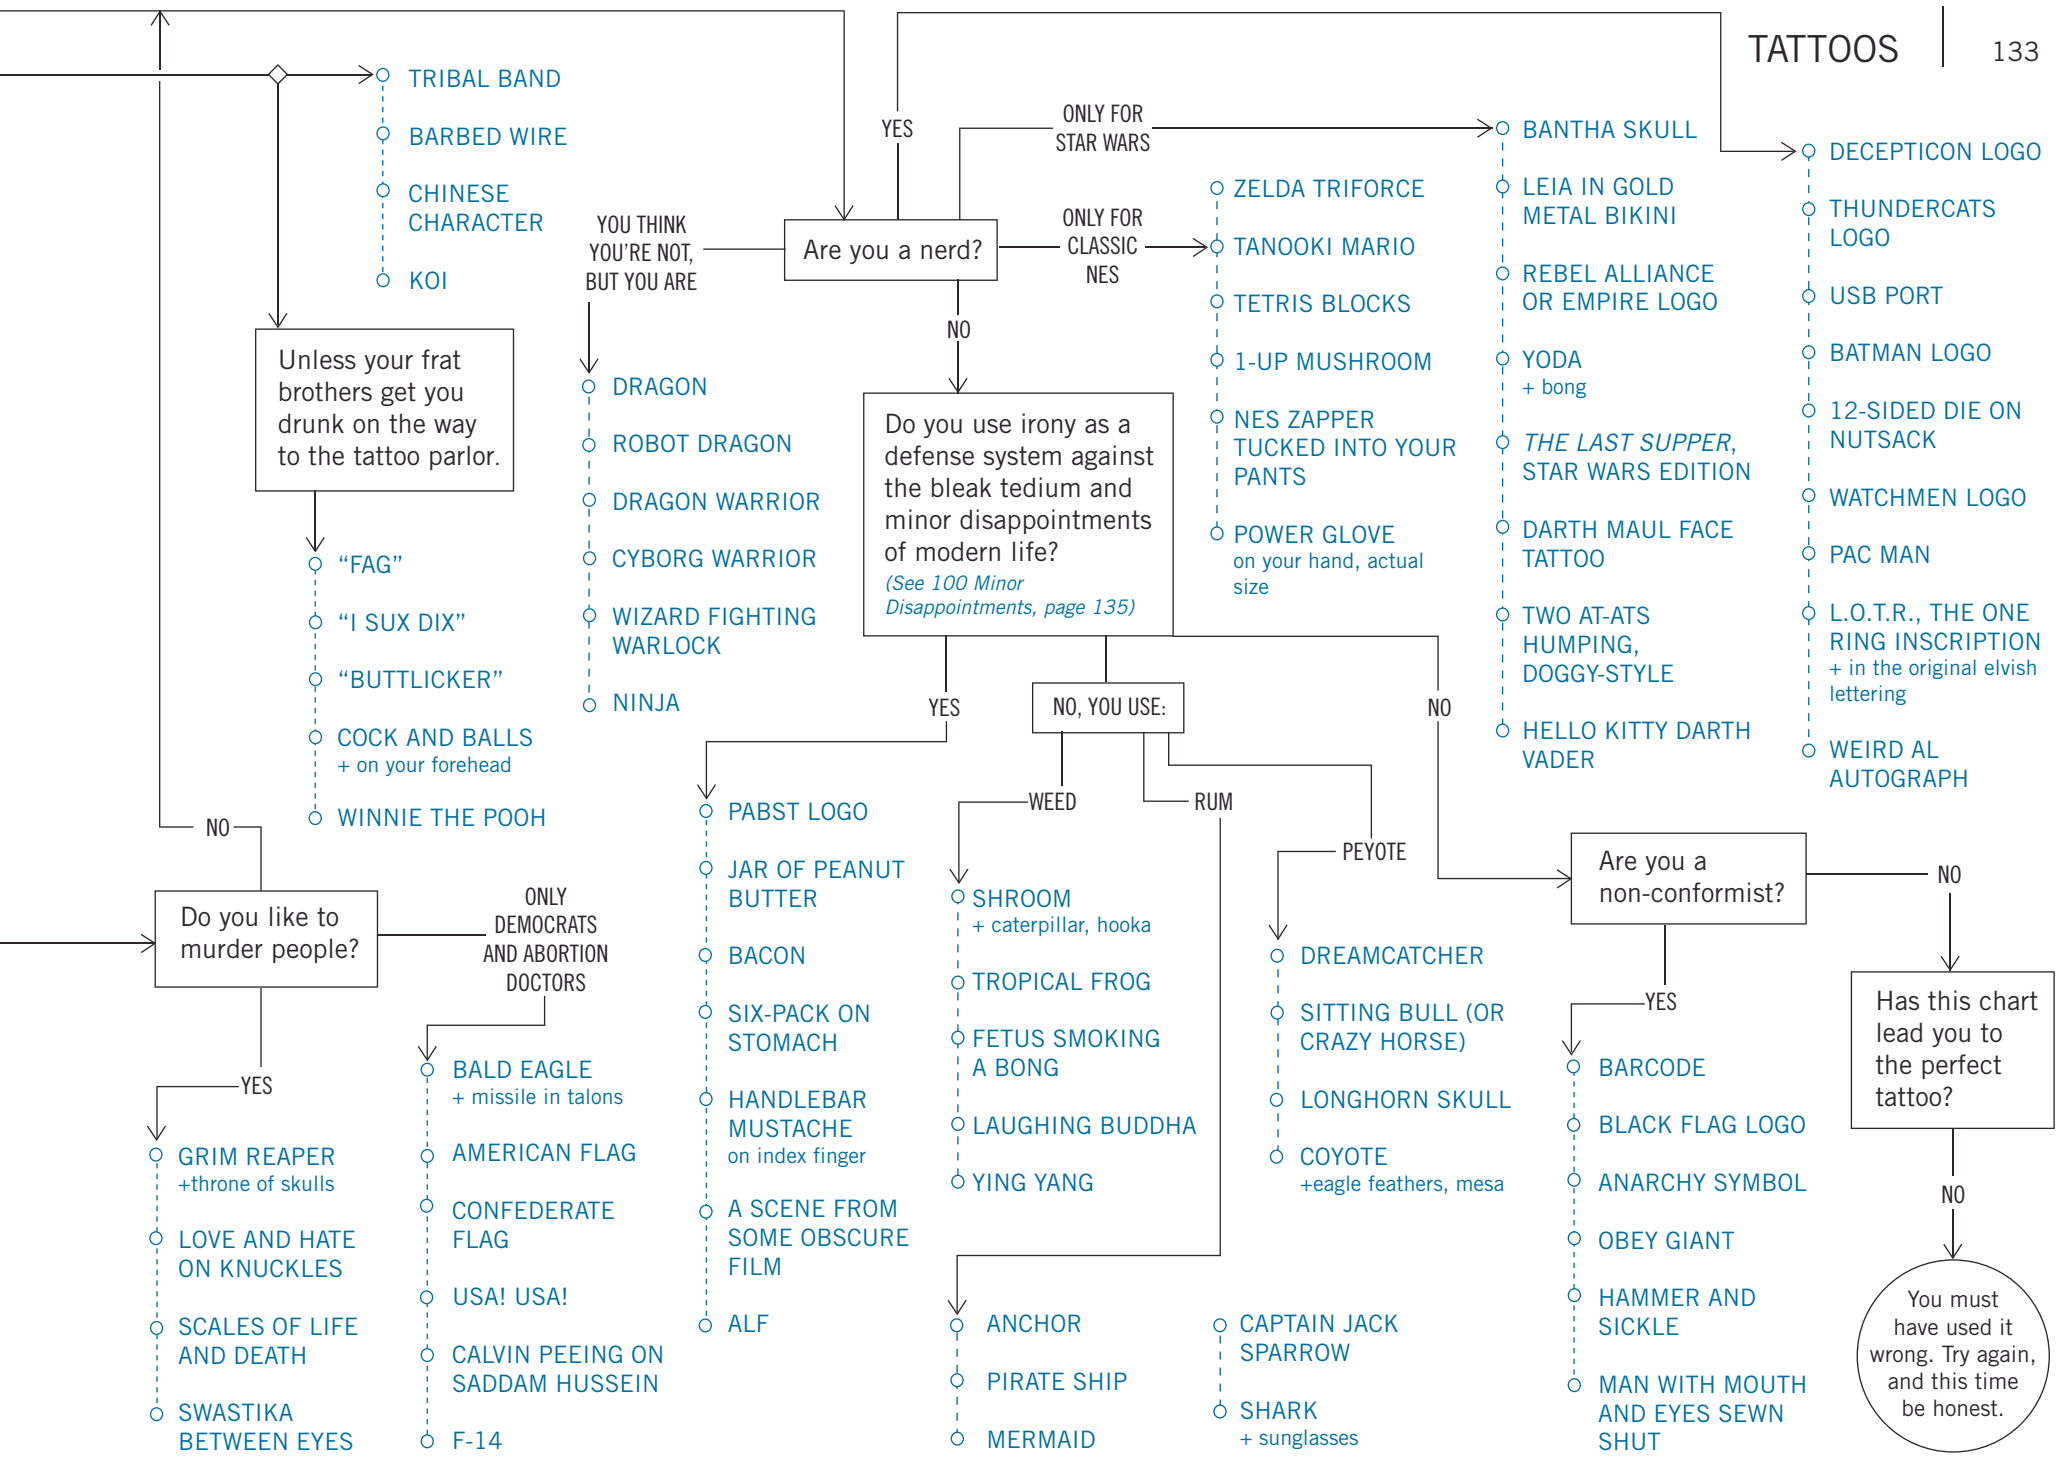 TATTOOS
133
TRIBAL BAND
BARBED WIRE
CHINESE
CHARACTER
KOI
Unless your frat
brothers get you
drunk on the way
to the tattoo parlor.
“FAG”
“I SUX DIX”
“BUTTLICKER”
COCK AND BALLS
+ on your forehead
WINNIE THE POOH
Are you a nerd?
YOU THINK
YOU’RE NOT,
BUT YOU ARE
DRAGON
ROBOT DRAGON
DRAGON WARRIOR
CYBORG WARRIOR
WIZARD FIGHTING
WARLOCK
NINJA
YES
ONLY FOR
STAR WARS
ONLY FOR
CLASSIC
NES
NO
ZELDA TRIFORCE
TANOOKI MARIO
TETRIS BLOCKS
1-UP MUSHROOM
NES ZAPPER
TUCKED INTO YOUR
PANTS
POWER GLOVE
on your hand, actual
size
BANTHA SKULL
LEIA IN GOLD
METAL BIKINI
REBEL ALLIANCE
OR EMPIRE LOGO
YODA
+ bong
THE LAST SUPPER,
STAR WARS EDITION
DARTH MAUL FACE
TATTOO
TWO AT-ATS
HUMPING,
DOGGY-STYLE
HELLO KITTY DARTH
VADER
DECEPTICON LOGO
THUNDERCATS
LOGO
USB PORT
BATMAN LOGO
12-SIDED DIE ON
NUTSACK
WATCHMEN LOGO
PAC MAN
L.O.T.R., THE ONE
RING INSCRIPTION
+ in the original elvish
lettering
WEIRD AL
AUTOGRAPH
Do you use irony as a
defense system against
the bleak tedium and
minor disappointments
of modern life?
(See 100 Minor
Disappointments, page 135)
YES
NO, YOU USE:
NO
WEED
RUM
PEYOTE
PABST LOGO
JAR OF PEANUT
BUTTER
BACON
SIX-PACK ON
STOMACH
HANDLEBAR
MUSTACHE
on index finger
A SCENE FROM
SOME OBSCURE
FILM
ALF
SHROOM
+ caterpillar, hooka
TROPICAL FROG
FETUS SMOKING
A BONG
LAUGHING BUDDHA
YING YANG
ANCHOR
PIRATE SHIP
MERMAID
CAPTAIN JACK
SPARROW
SHARK
+ sunglasses
DREAMCATCHER
SITTING BULL (OR
CRAZY HORSE)
LONGHORN SKULL
COYOTE
+eagle feathers, mesa
Are you a
non-conformist?
NO
YES
BARCODE
BLACK FLAG LOGO
ANARCHY SYMBOL
OBEY GIANT
HAMMER AND
SICKLE
MAN WITH MOUTH
AND EYES SEWN
SHUT
Has this chart
lead you to
the perfect
tattoo?
NO
You must
have used it
wrong. Try again,
and this time
be honest.
NO
Do you like to
murder people?
ONLY
DEMOCRATS
AND ABORTION
DOCTORS
YES
GRIM REAPER
+throne of skulls
LOVE AND HATE
ON KNUCKLES
SCALES OF LIFE
AND DEATH
SWASTIKA
BETWEEN EYES
BALD EAGLE
+ missile in talons
AMERICAN FLAG
CONFEDERATE
FLAG
USA! USA!
CALVIN PEEING ON
SADDAM HUSSEIN
F-14